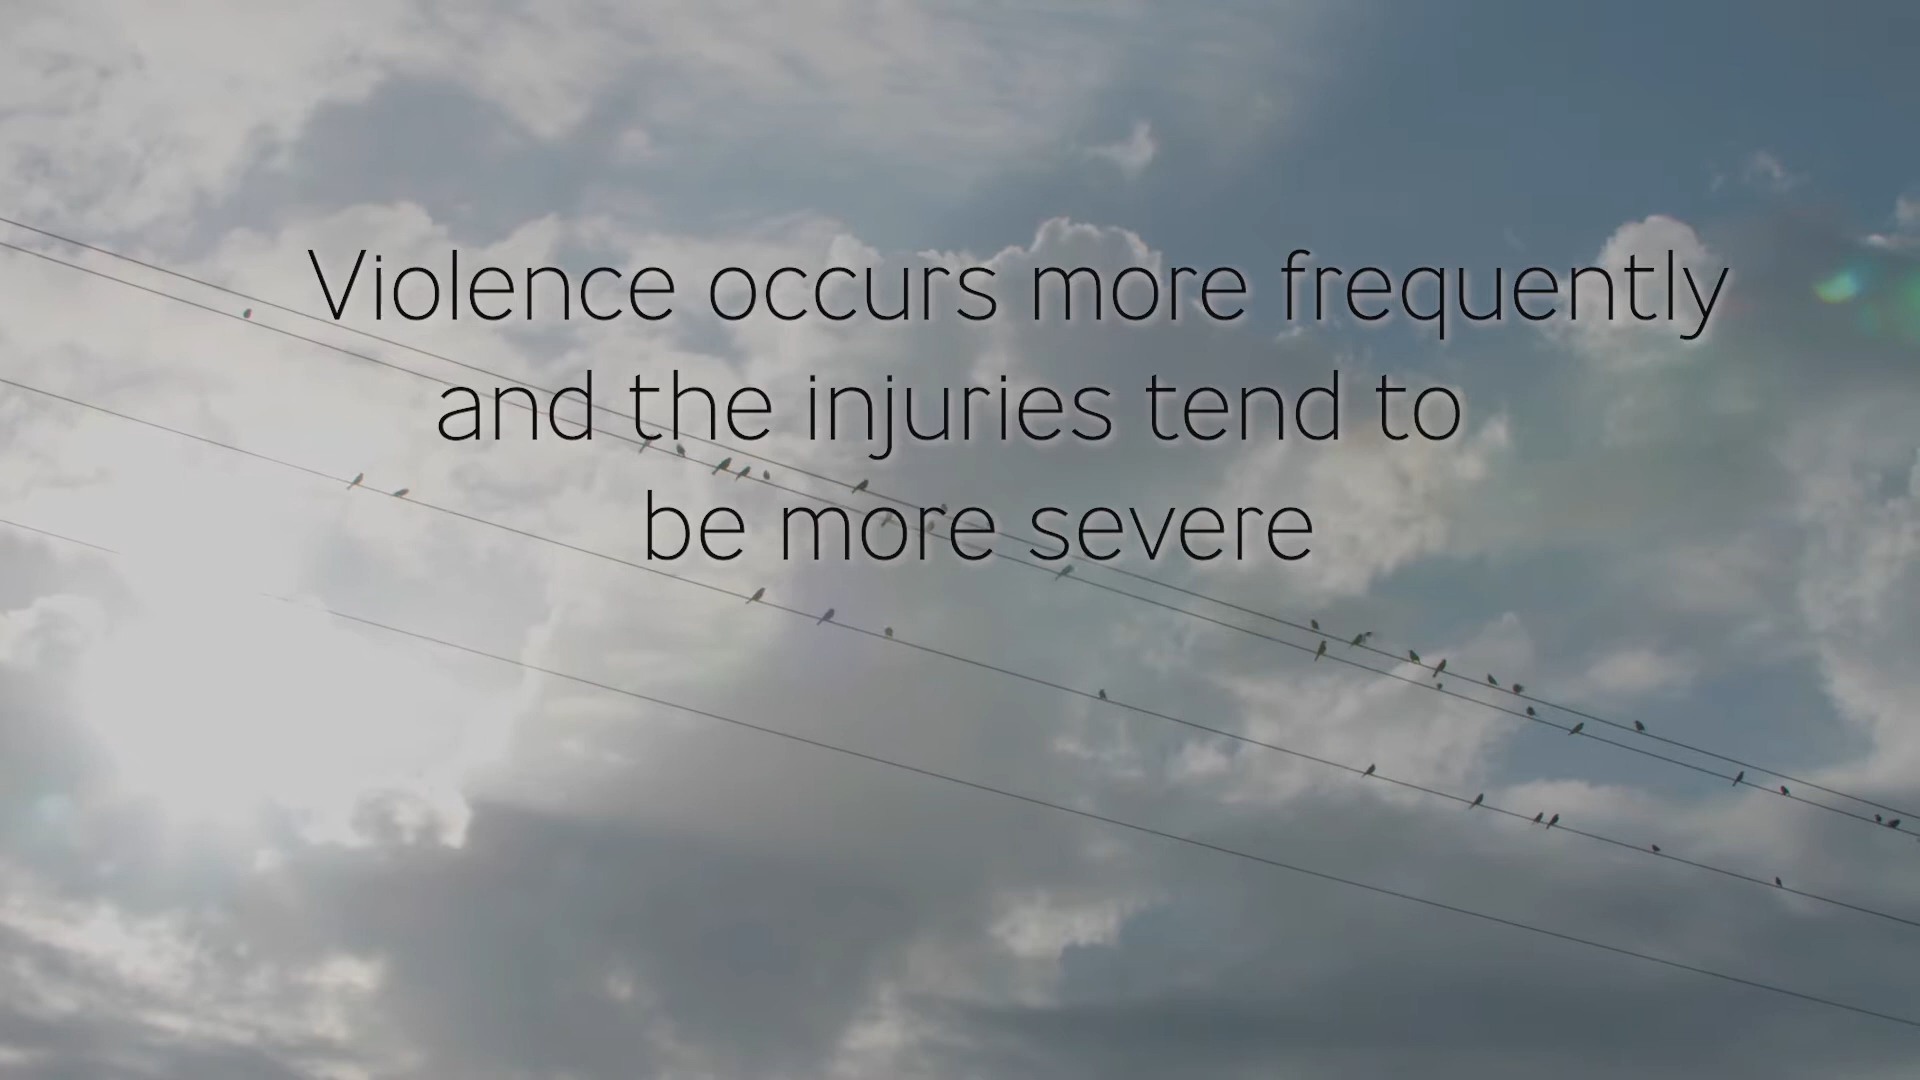 Violence occurs more frequently
and the injuries tend to
be more severe